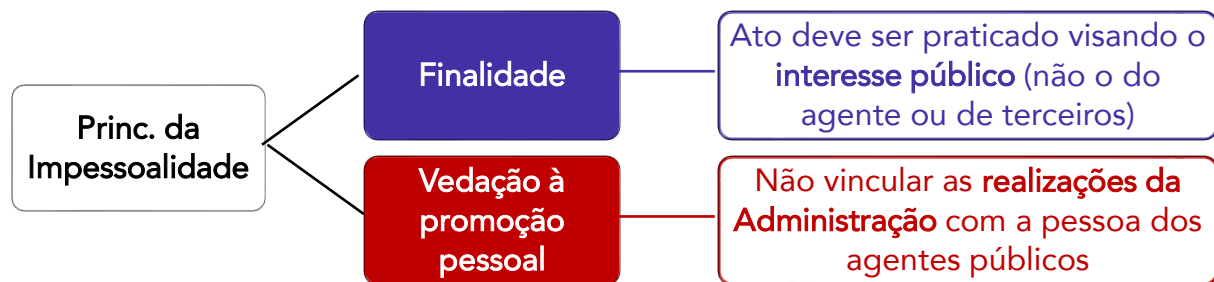 Princ. da
Impessoalidade
Finalidade
Ato deve ser praticado visando o
interesse público (não o do
agente ou de terceiros)
Vedação à
promoção
pessoal
Não vincular as realizações da
Administração com a pessoa dos
agentes públicos